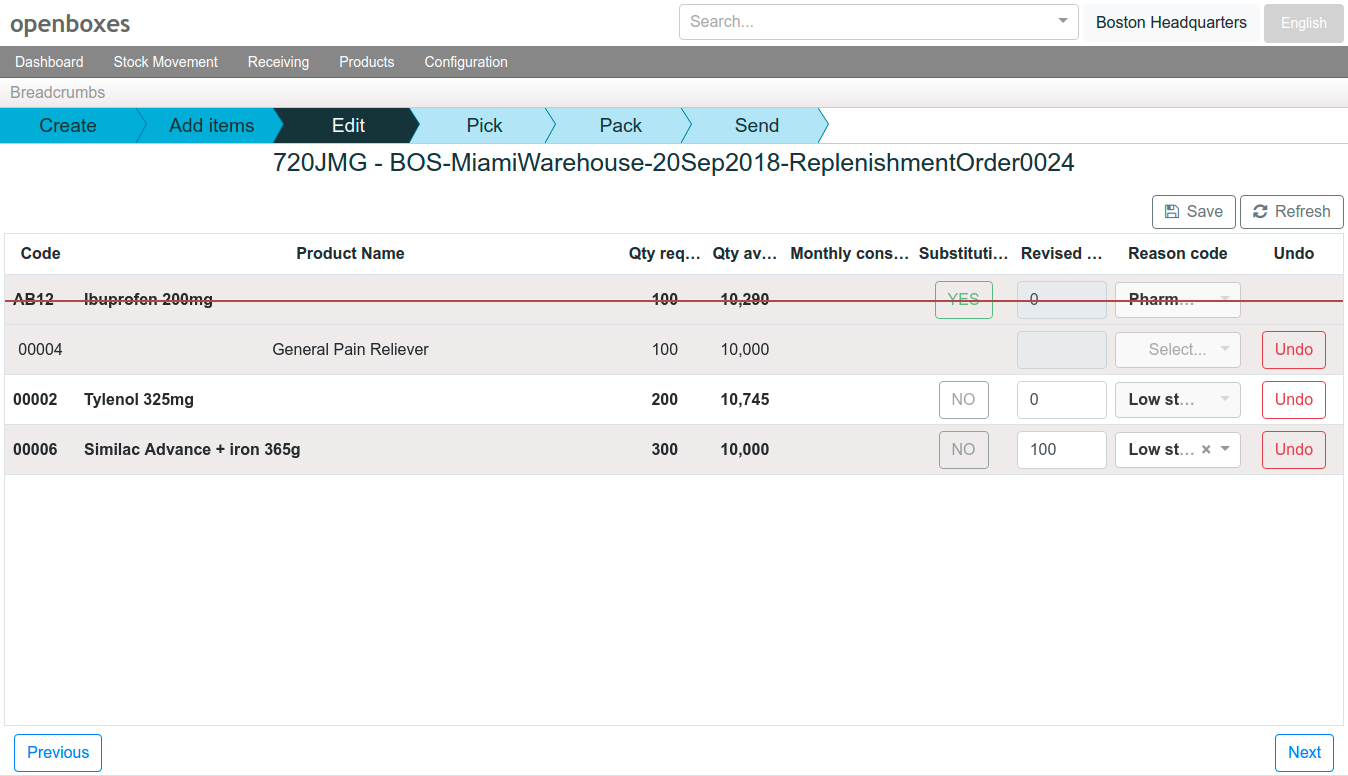 openboxes
Search...
Boston Headquarters
English
Dashboard Stock Movement Receiving Products Configuration
Breadcrumbs
Create Add items Edit Pick Pack Send
720JMG - BOS-MiamiWarehouse-20Sep2018-ReplenishmentOrder0024
Save Refresh
Code Product Name Qty req... Qty av... Monthly cons... Substituti... Revised ... Reason code Undo
AB12 Ibuprofen 200mg 100 10,290 YES 0 Pharm...
00004 General Pain Reliever 100 10,000 Select... Undo
00002 Tylenol 325mg 200 10,745 NO 0 Low st... Undo
00006 Similac Advance + iron 365g 300 10,000 NO 100 Low st... × Undo
Previous Next